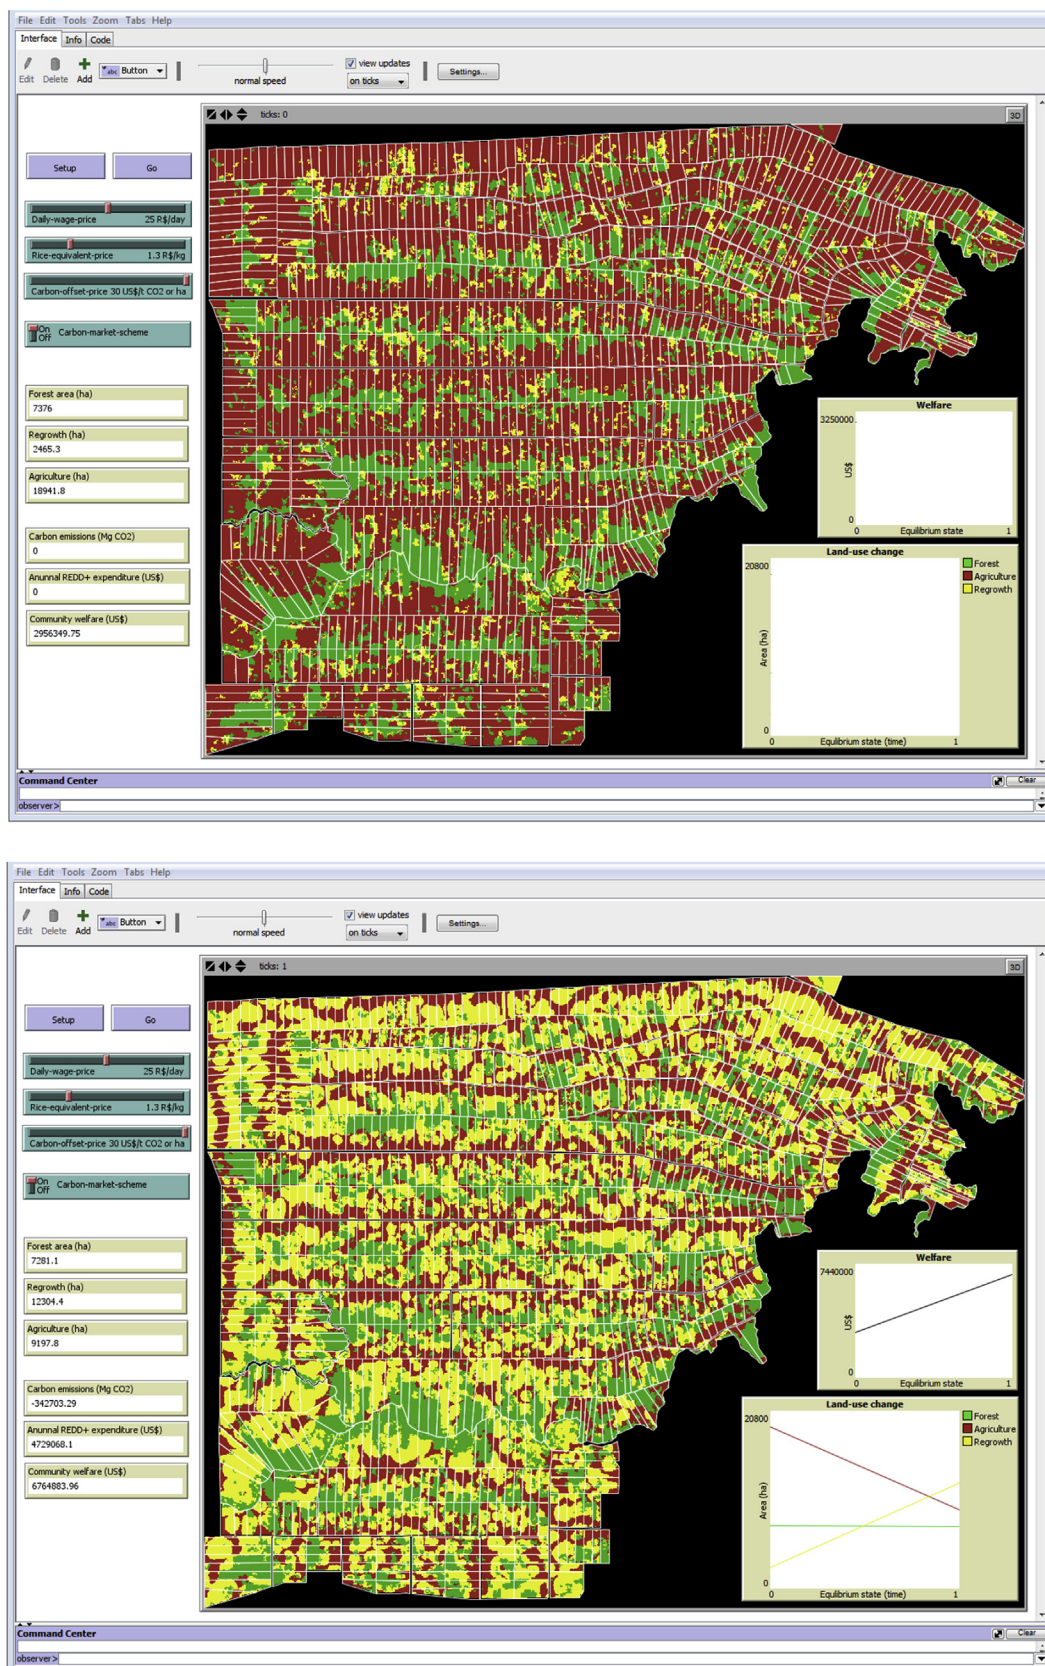 File Edit Tools Zoom Tabs Help
Interface Info Code
Edit Delete Add abc Button normal speed view updates on ticks Settings...
ticks: 0 3D
Setup Go
Daily-wage-price 25 R$/day
Rice-equivalent-price 1.3 R$/kg
Carbon-offset-price 30 US$/t CO2 or ha
On Off Carbon-market-scheme
Forest area (ha)
7376
Regrowth (ha)
2465.3
Agriculture (ha)
18941.8
Carbon emissions (Mg CO2)
0
Anunnal REDD+ expenditure (US$)
0
Community welfare (US$)
2956349.75
Welfare
3250000
US$
0
0 Equilibrium state 1
Land-use change
20800
Area (ha)
0
0 Equilibrium state (time) 1
Forest
Agriculture
Regrowth
Command Center Clear
observer>
File Edit Tools Zoom Tabs Help
Interface Info Code
Edit Delete Add abc Button normal speed view updates on ticks Settings...
ticks: 1 3D
Setup Go
Daily-wage-price 25 R$/day
Rice-equivalent-price 1.3 R$/kg
Carbon-offset-price 30 US$/t CO2 or ha
On Off Carbon-market-scheme
Forest area (ha)
7281.1
Regrowth (ha)
12304.4
Agriculture (ha)
9197.8
Carbon emissions (Mg CO2)
-342703.29
Anunnal REDD+ expenditure (US$)
4729068.1
Community welfare (US$)
6764883.96
Welfare
7440000
US$
0
0 Equilibrium state 1
Land-use change
20800
Area (ha)
0
0 Equilibrium state (time) 1
Forest
Agriculture
Regrowth
Command Center Clear
observer>